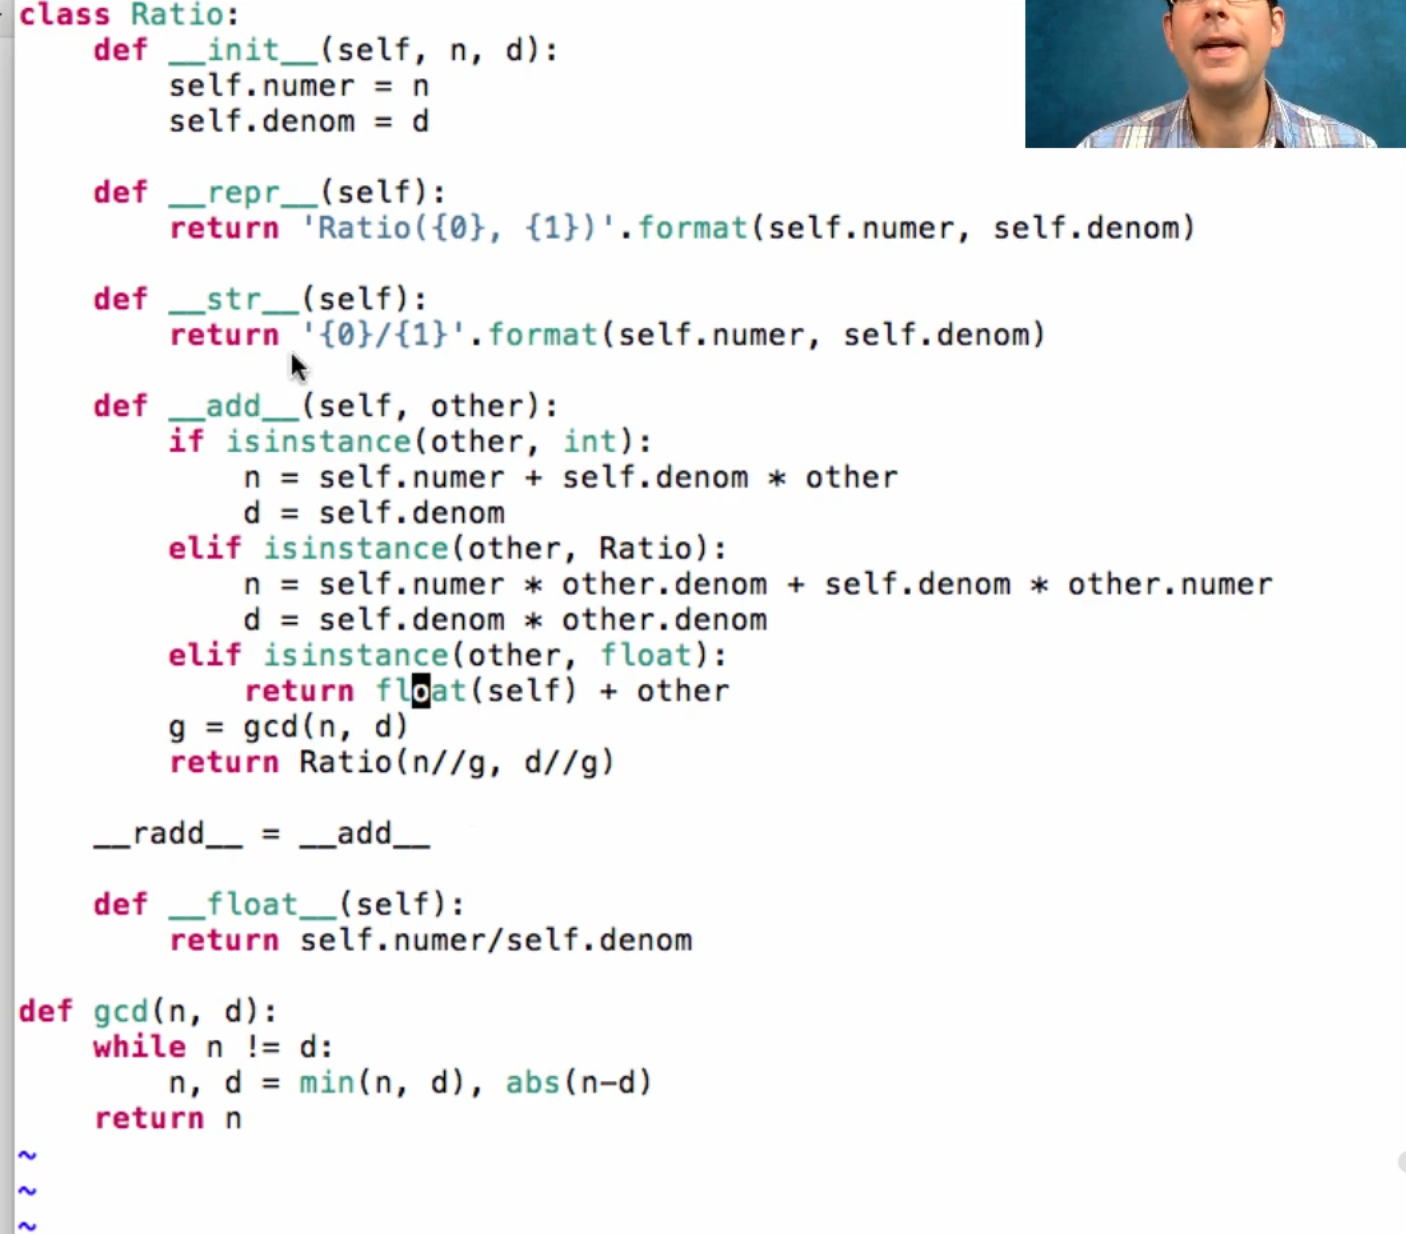 class Ratio:
    def __init__(self, n, d):
        self.numer = n
        self.denom = d

    def __repr__(self):
        return 'Ratio({0}, {1})'.format(self.numer, self.denom)

    def __str__(self):
        return '{0}/{1}'.format(self.numer, self.denom)

    def __add__(self, other):
        if isinstance(other, int):
            n = self.numer + self.denom * other
            d = self.denom
        elif isinstance(other, Ratio):
            n = self.numer * other.denom + self.denom * other.numer
            d = self.denom * other.denom
        elif isinstance(other, float):
            return float(self) + other
        g = gcd(n, d)
        return Ratio(n//g, d//g)

    __radd__ = __add__

    def __float__(self):
        return self.numer/self.denom

def gcd(n, d):
    while n != d:
        n, d = min(n, d), abs(n-d)
    return n
~
~
~